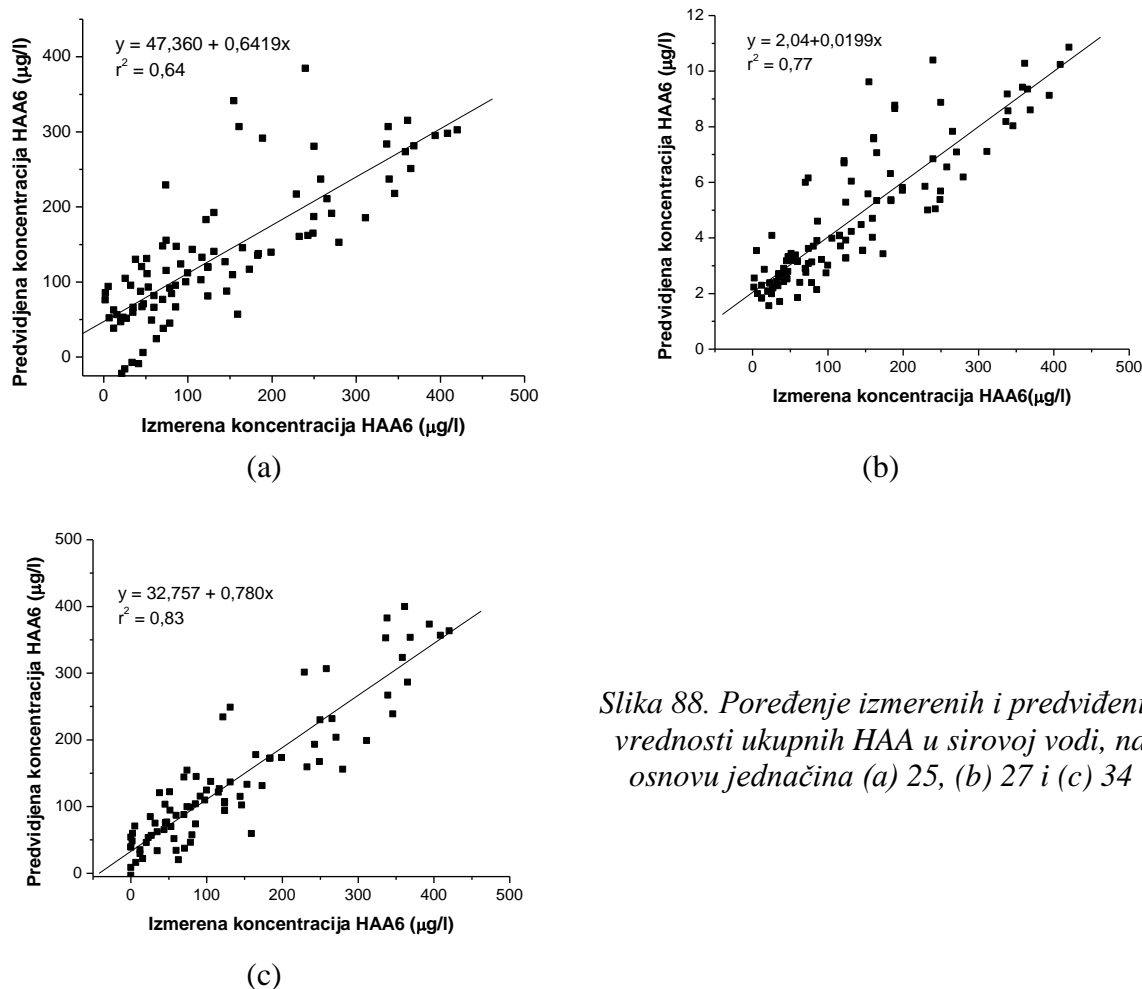 y = 47,360 + 0,6419x
r² = 0,64
Predvidjena koncentracija HAA6 (μg/l)
400
300
200
100
0
0 100 200 300 400 500
Izmerena koncentracija HAA6 (μg/l)
(a)
y = 2,04+0,0199x
r² = 0,77
Predvidjena koncentracija HAA6 (μg/l)
12
10
8
6
4
2
0
0 100 200 300 400 500
Izmerena koncentracija HAA6(μg/l)
(b)
y = 32,757 + 0,780x
r² = 0,83
Predvidjena koncentracija HAA6 (μg/l)
500
400
300
200
100
0
0 100 200 300 400 500
Izmerena koncentracija HAA6 (μg/l)
(c)
Slika 88. Poređenje izmerenih i predviđeni
vrednosti ukupnih HAA u sirovoj vodi, na
osnovu jednačina (a) 25, (b) 27 i (c) 34